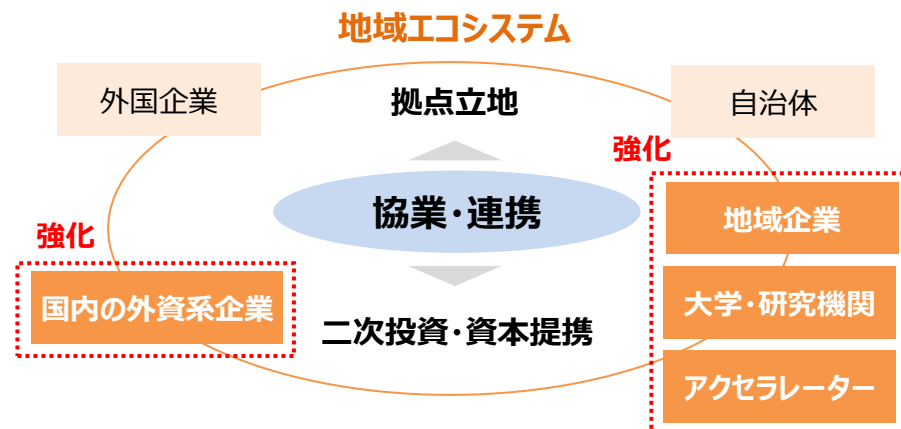 地域エコシステム
外国企業
拠点立地
自治体
強化
協業・連携
地域企業
強化
国内の外資系企業
大学・研究機関
二次投資・資本提携
アクセラレーター